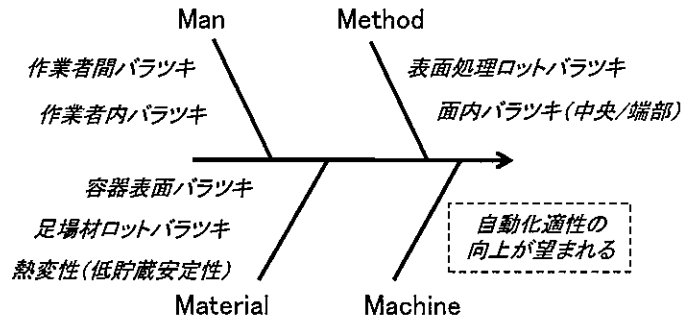 Man
Method
作業者間バラツキ
作業者内バラツキ
表面処理ロットバラツキ
面内バラツキ(中央/端部)
容器表面バラツキ
足場材ロットバラツキ
熱変性(低貯蔵安定性)
自動化適性の
向上が望まれる
Material
Machine